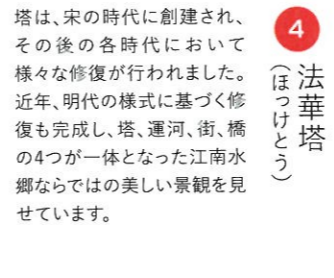 4
法華塔
(ほっけとう)
塔は、宋の時代に創建され、
その後の各時代において
様々な修復が行われました。
近年、明代の様式に基づく修
復も完成し、塔、運河、街、橋
の4つが一体となった江南水
郷ならではの美しい景観を見
せています。